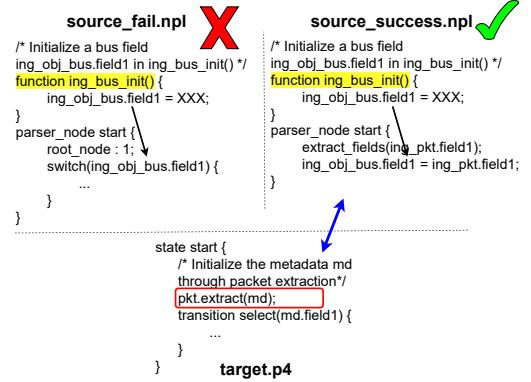 source_fail.npl
/* Initialize a bus field
ing_obj_bus.field1 in ing_bus_init() */
function ing_bus_init() {
ing_obj_bus.field1 = XXX;
}
parser_node start {
root_node : 1;
switch(ing_obj_bus.field1) {
...
}
}
source_success.npl
/* Initialize a bus field
ing_obj_bus.field1 in ing_bus_init() */
function ing_bus_init() {
ing_obj_bus.field1 = XXX;
}
parser_node start {
extract_fields(ing_pkt.field1);
ing_obj_bus.field1 = ing_pkt.field1;
}
state start {
/* Initialize the metadata md
through packet extraction*/
pkt.extract(md);
transition select(md.field1) {
...
}
}
target.p4